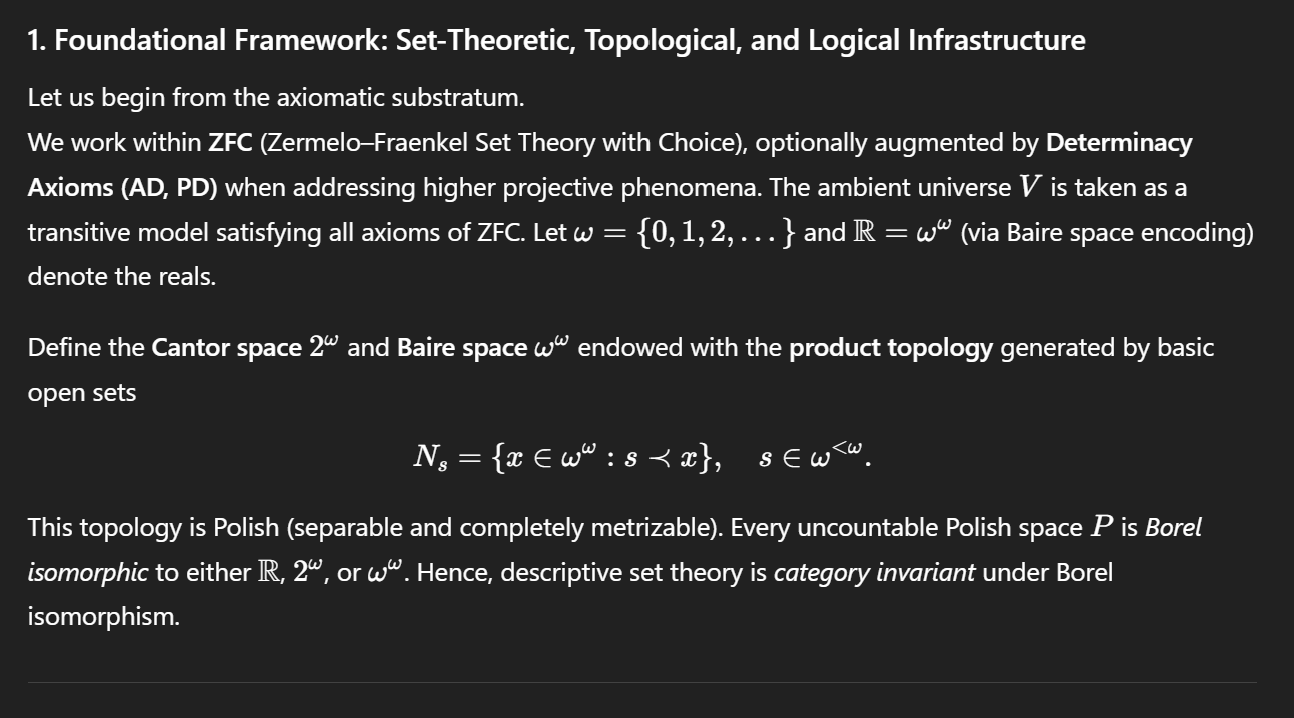 1. Foundational Framework: Set-Theoretic, Topological, and Logical Infrastructure
Let us begin from the axiomatic substratum.
We work within ZFC (Zermelo–Fraenkel Set Theory with Choice), optionally augmented by Determinacy
Axioms (AD, PD) when addressing higher projective phenomena. The ambient universe V is taken as a
transitive model satisfying all axioms of ZFC. Let ω = {0, 1, 2, . . . } and ℝ = ω^ω (via Baire space encoding)
denote the reals.
Define the Cantor space 2^ω and Baire space ω^ω endowed with the product topology generated by basic
open sets
N_s = {x ∈ ω^ω : s ≺ x},   s ∈ ω^{<ω}.
This topology is Polish (separable and completely metrizable). Every uncountable Polish space P is Borel
isomorphic to either ℝ, 2^ω, or ω^ω. Hence, descriptive set theory is category invariant under Borel
isomorphism.